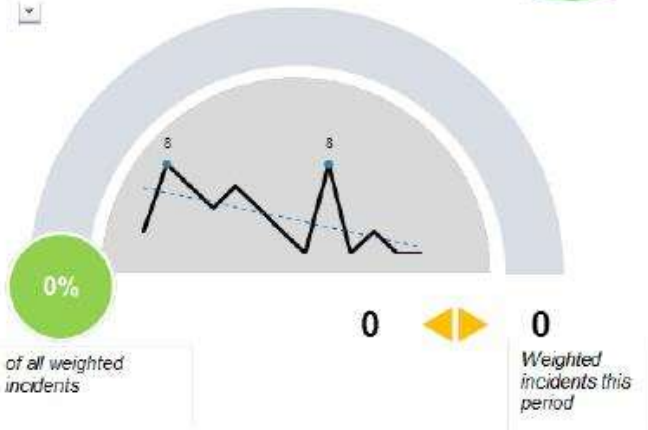 8 8
0%
0 0
of all weighted
incidents
Weighted
incidents this
period